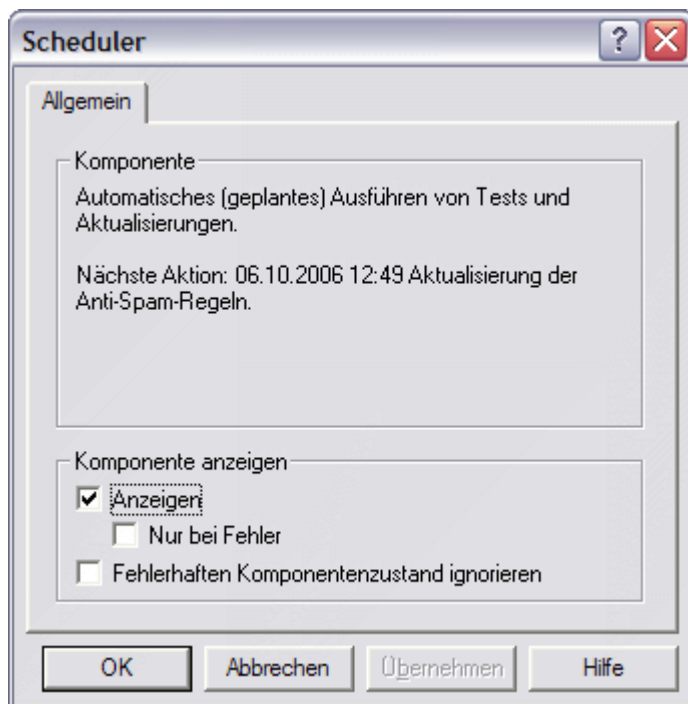 Scheduler
?
Allgemein
Komponente
Automatisches (geplantes) Ausführen von Tests und
Aktualisierungen.
Nächste Aktion: 06.10.2006 12:49 Aktualisierung der
Anti-Spam-Regeln.
Komponente anzeigen
Anzeigen
Nur bei Fehler
Fehlerhaften Komponentenzustand ignorieren
OK Abbrechen Übernehmen Hilfe